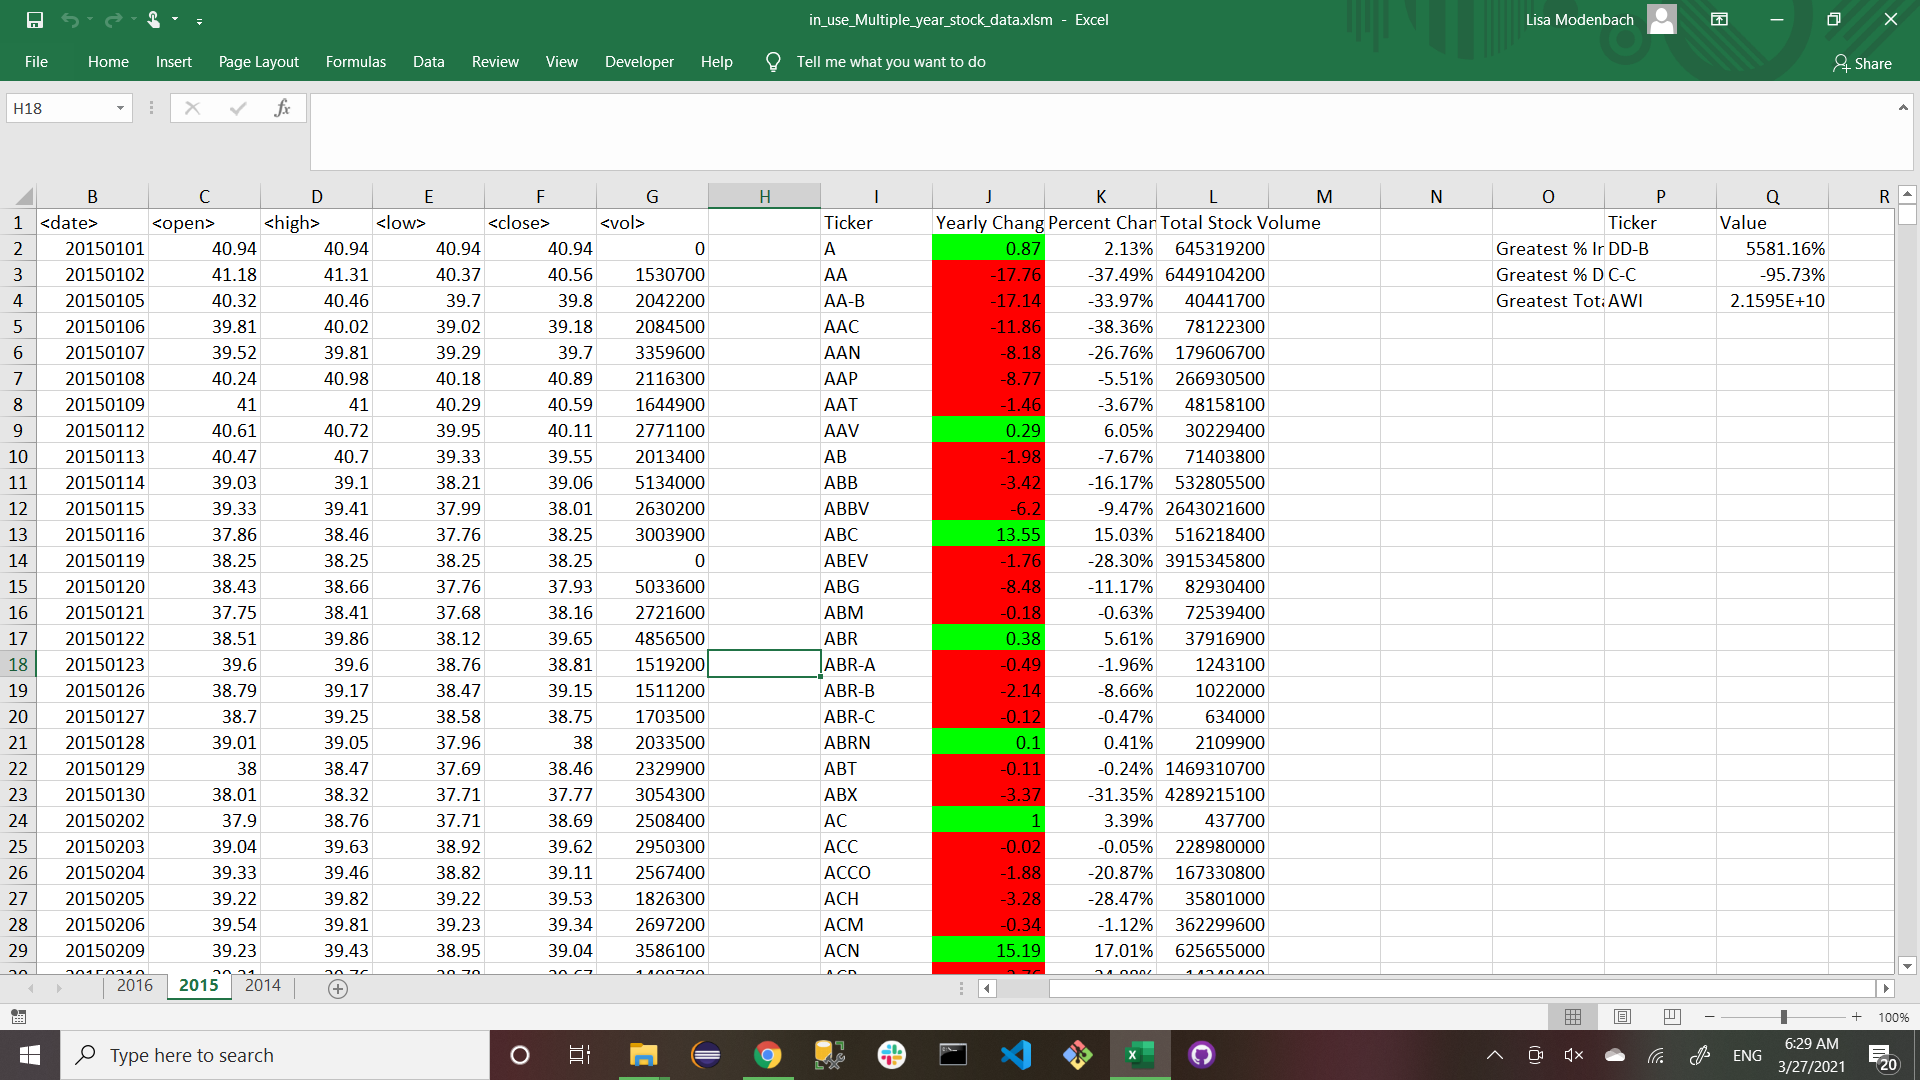 in_use_Multiple_year_stock_data.xlsm - Excel
Lisa Modenbach
File Home Insert Page Layout Formulas Data Review View Developer Help Tell me what you want to do Share
H18 fx
B C D E F G H I J K L M N O P Q R
1 <date> <open> <high> <low> <close> <vol> Ticker Yearly Chang Percent Chan Total Stock Volume Ticker Value
2 20150101 40.94 40.94 40.94 40.94 0 A 0.87 2.13% 645319200 Greatest % In DD-B 5581.16%
3 20150102 41.18 41.31 40.37 40.56 1530700 AA -17.76 -37.49% 6449104200 Greatest % D C-C -95.73%
4 20150105 40.32 40.46 39.7 39.8 2042200 AA-B -17.14 -33.97% 40441700 Greatest Tota AWI 2.1595E+10
5 20150106 39.81 40.02 39.02 39.18 2084500 AAC -11.86 -38.36% 78122300
6 20150107 39.52 39.81 39.29 39.7 3359600 AAN -8.18 -26.76% 179606700
7 20150108 40.24 40.98 40.18 40.89 2116300 AAP -8.77 -5.51% 266930500
8 20150109 41 41 40.29 40.59 1644900 AAT -1.46 -3.67% 48158100
9 20150112 40.61 40.72 39.95 40.11 2771100 AAV 0.29 6.05% 30229400
10 20150113 40.47 40.7 39.33 39.55 2013400 AB -1.98 -7.67% 71403800
11 20150114 39.03 39.1 38.21 39.06 5134000 ABB -3.42 -16.17% 532805500
12 20150115 39.33 39.41 37.99 38.01 2630200 ABBV -6.2 -9.47% 2643021600
13 20150116 37.86 38.46 37.76 38.25 3003900 ABC 13.55 15.03% 516218400
14 20150119 38.25 38.25 38.25 38.25 0 ABEV -1.76 -28.30% 3915345800
15 20150120 38.43 38.66 37.76 37.93 5033600 ABG -8.48 -11.17% 82930400
16 20150121 37.75 38.41 37.68 38.16 2721600 ABM -0.18 -0.63% 72539400
17 20150122 38.51 39.86 38.12 39.65 4856500 ABR 0.38 5.61% 37916900
18 20150123 39.6 39.6 38.76 38.81 1519200 ABR-A -0.49 -1.96% 1243100
19 20150126 38.79 39.17 38.47 39.15 1511200 ABR-B -2.14 -8.66% 1022000
20 20150127 38.7 39.25 38.58 38.75 1703500 ABR-C -0.12 -0.47% 634000
21 20150128 39.01 39.05 37.96 38 2033500 ABRN 0.1 0.41% 2109900
22 20150129 38 38.47 37.69 38.46 2329900 ABT -0.11 -0.24% 1469310700
23 20150130 38.01 38.32 37.71 37.77 3054300 ABX -3.37 -31.35% 4289215100
24 20150202 37.9 38.76 37.71 38.69 2508400 AC 1 3.39% 437700
25 20150203 39.04 39.63 38.92 39.62 2950300 ACC -0.02 -0.05% 228980000
26 20150204 39.33 39.46 38.82 39.11 2567400 ACCO -1.88 -20.87% 167330800
27 20150205 39.22 39.82 39.22 39.53 1826300 ACH -3.28 -28.47% 35801000
28 20150206 39.54 39.81 39.23 39.34 2697200 ACM -0.34 -1.12% 362299600
29 20150209 39.23 39.43 38.95 39.04 3586100 ACN 15.19 17.01% 625655000
2016 2015 2014
100%
Type here to search
ENG
6:29 AM
3/27/2021
20